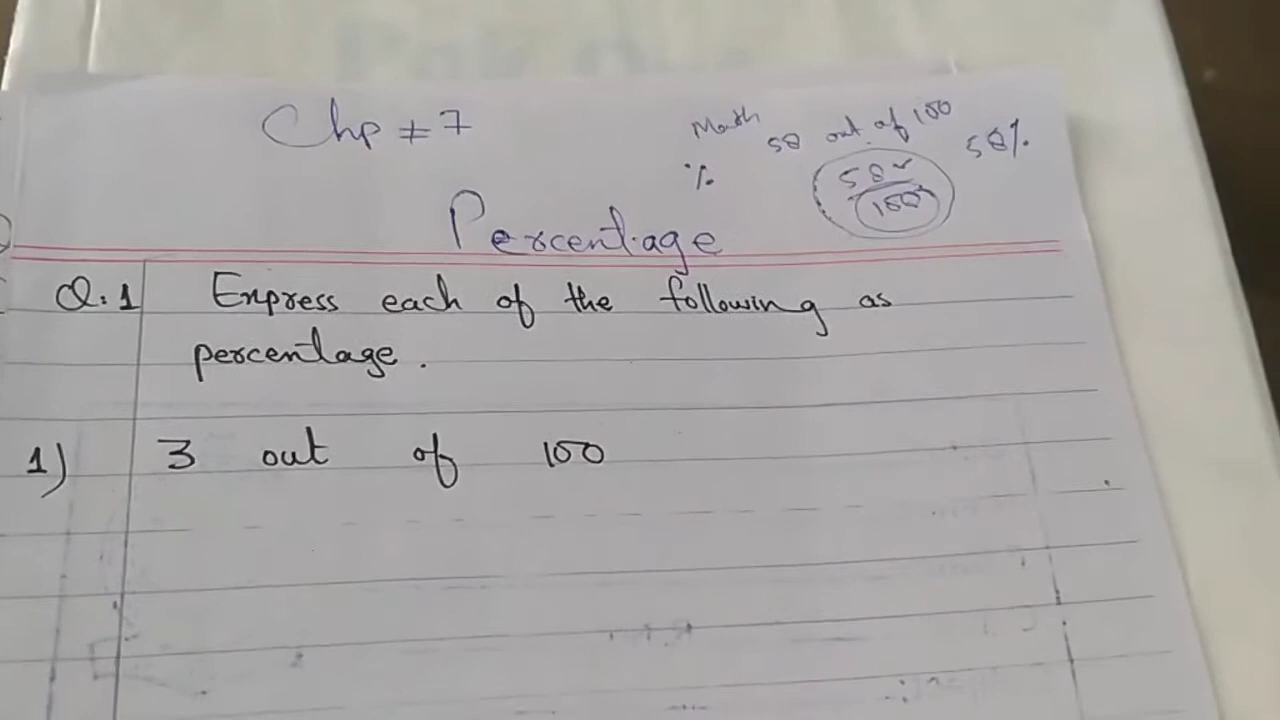 Chp # 7
Math 58 out of 100 58%
%
58
100
Percentage
Q.1 Express each of the following as
percentage.
1) 3 out of 100